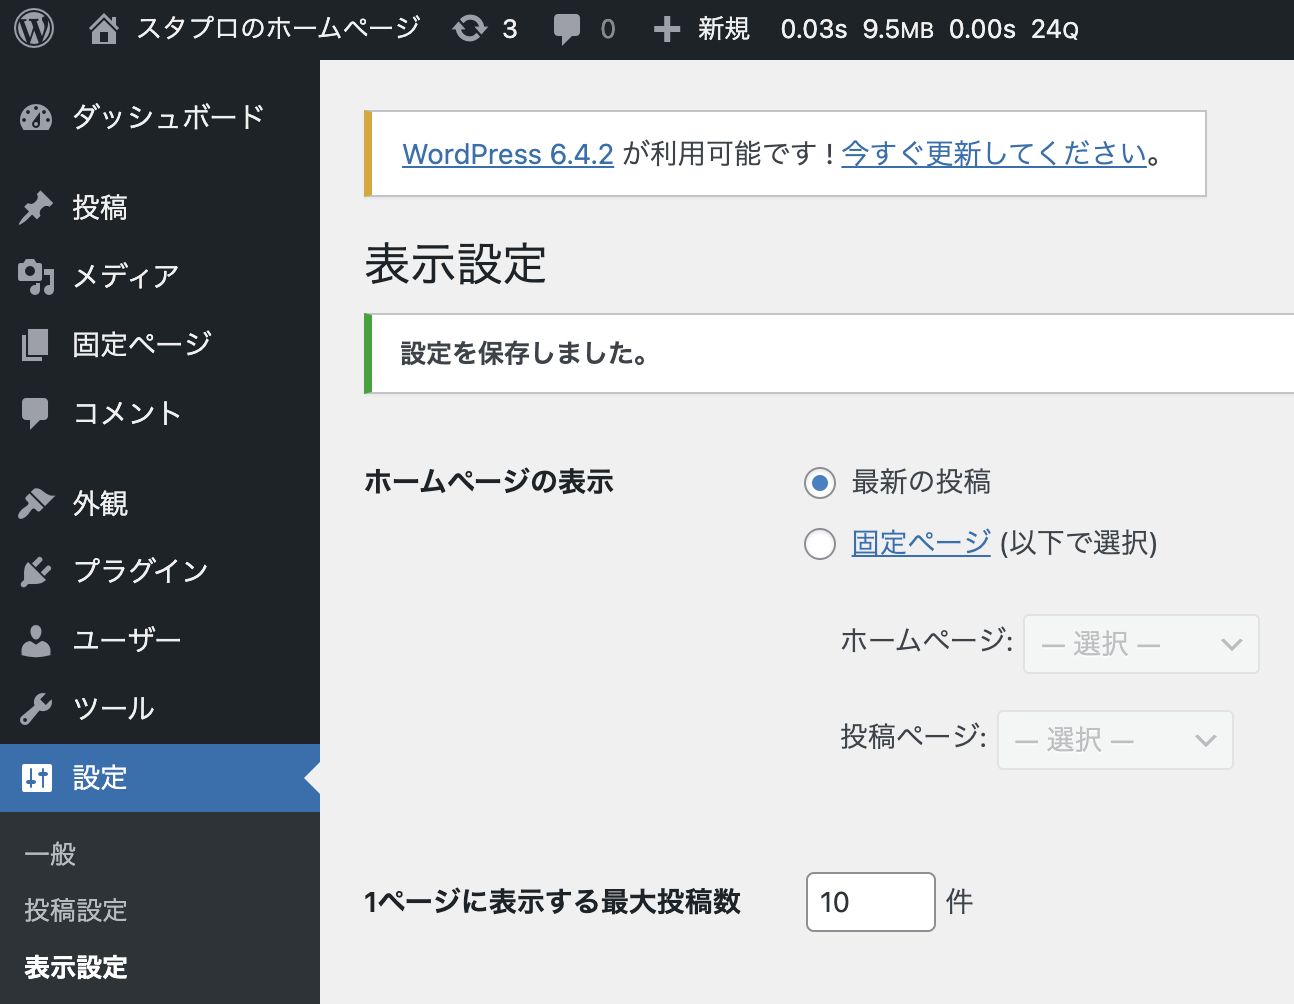 スタプロのホームページ 3 0 新規 0.03s 9.5MB 0.00s 24Q
ダッシュボード
投稿
メディア
固定ページ
コメント
外観
プラグイン
ユーザー
ツール
設定
一般
投稿設定
表示設定
WordPress 6.4.2 が利用可能です ! 今すぐ更新してください。
表示設定
設定を保存しました。
ホームページの表示
最新の投稿
固定ページ (以下で選択)
ホームページ: — 選択 —
投稿ページ: — 選択 —
1ページに表示する最大投稿数 10 件